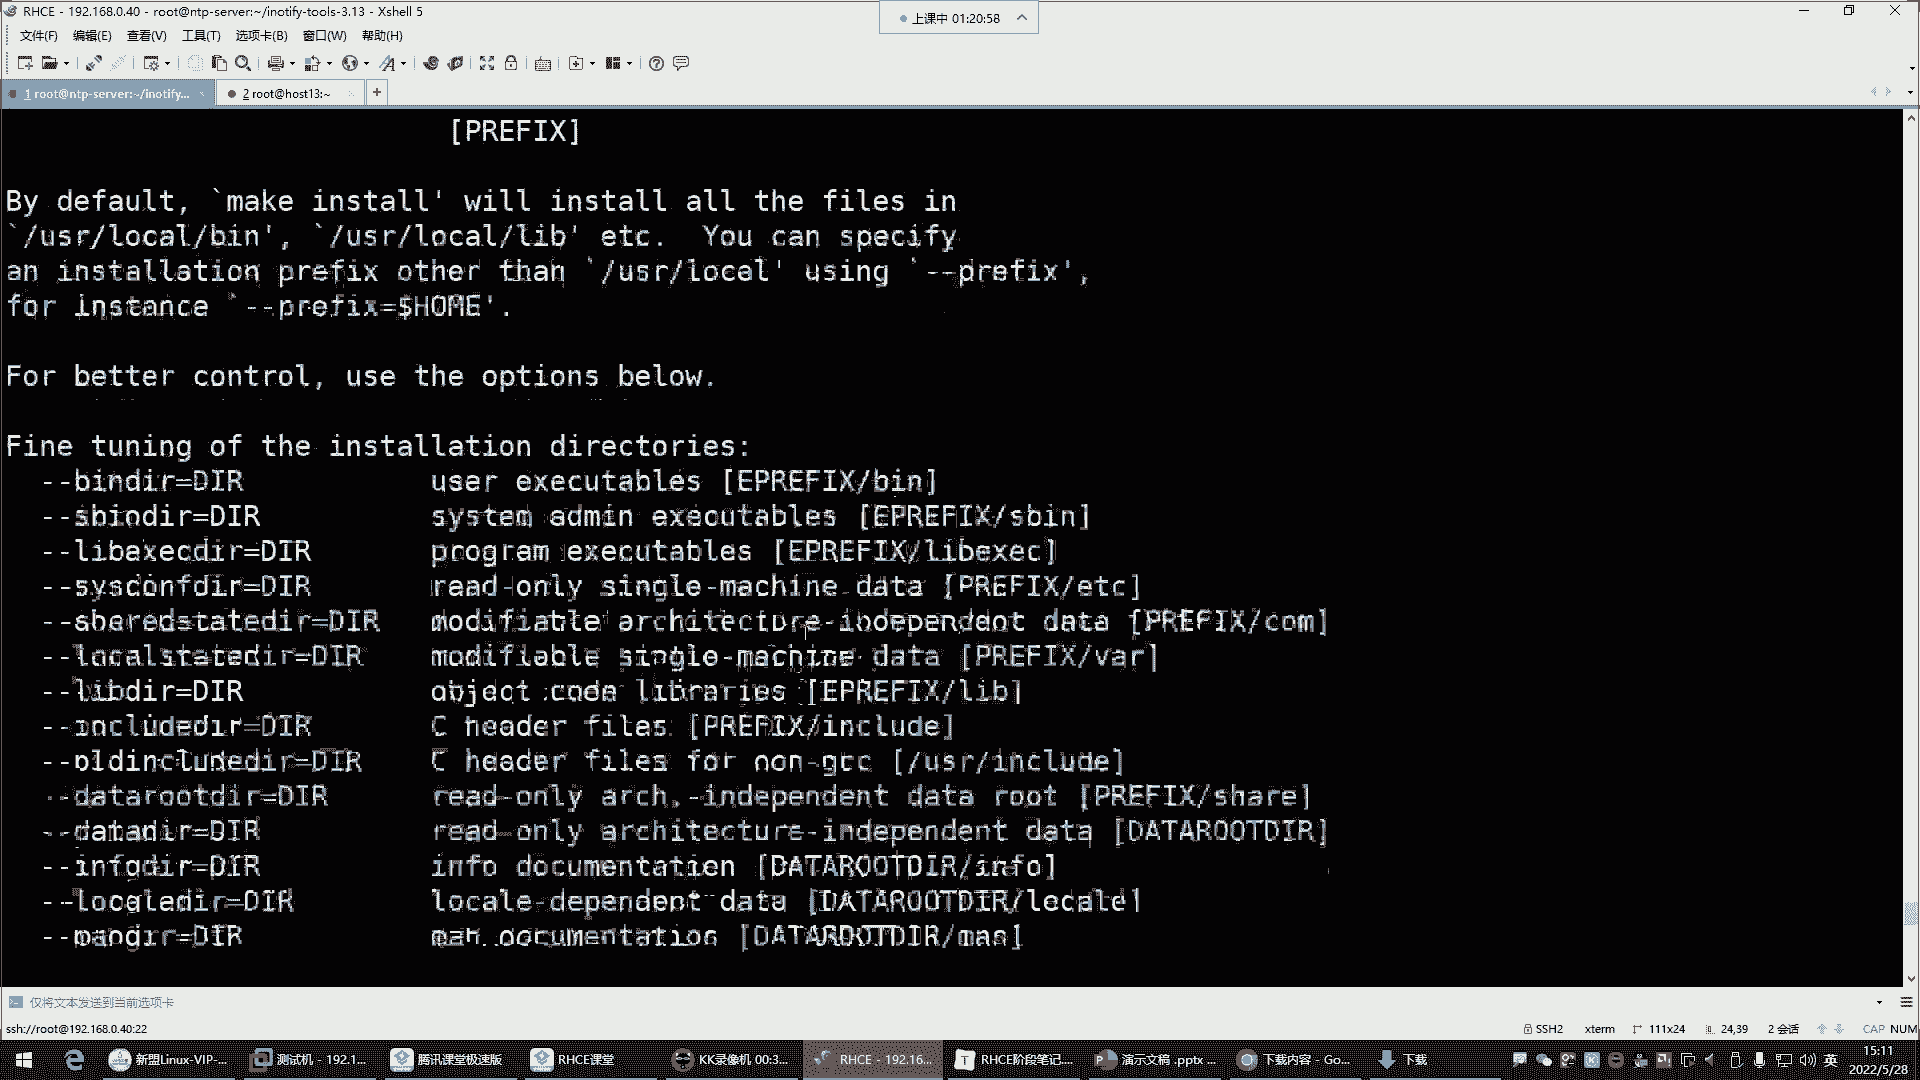 RHCE - 192.168.0.40 - root@ntp-server:~/inotify-tools-3.13 - Xshell 5
上课中 01:20:58
文件(F) 编辑(E) 查看(V) 工具(T) 选项卡(B) 窗口(W) 帮助(H)
1 root@ntp-server:~/inotify... 2 root@host13:~
[PREFIX]
By default, `make install' will install all the files in
`/usr/local/bin', `/usr/local/lib' etc. You can specify
an installation prefix other than `/usr/local' using `--prefix',
for instance `--prefix=$HOME'.
For better control, use the options below.
Fine tuning of the installation directories:
--bindir=DIR user executables [EPREFIX/bin]
--sbindir=DIR system admin executables [EPREFIX/sbin]
--libexecdir=DIR program executables [EPREFIX/libexec]
--sysconfdir=DIR read-only single-machine data [PREFIX/etc]
--sharedstatedir=DIR modifiable architecture-independent data [PREFIX/com]
--localstatedir=DIR modifiable single-machine data [PREFIX/var]
--libdir=DIR object code libraries [EPREFIX/lib]
--includedir=DIR C header files [PREFIX/include]
--oldincludedir=DIR C header files for non-gcc [/usr/include]
--datarootdir=DIR read-only arch.-independent data root [PREFIX/share]
--datadir=DIR read-only architecture-independent data [DATAROOTDIR]
--infodir=DIR info documentation [DATAROOTDIR/info]
--localedir=DIR locale-dependent data [DATAROOTDIR/locale]
--mandir=DIR man documentation [DATAROOTDIR/man]
仅将文本发送到当前选项卡
ssh://root@192.168.0.40:22 SSH2 xterm 111x24 24,39 2 会话 CAP NUM
新盟Linux-VIP-... 测试机 - 192.1... 腾讯课堂极速版 RHCE课堂 KK录像机 00:3... RHCE - 192.16... RHCE阶段笔记.... 演示文稿 .pptx ... 下载内容 - Go... 下载 英 15:11
2022/5/28